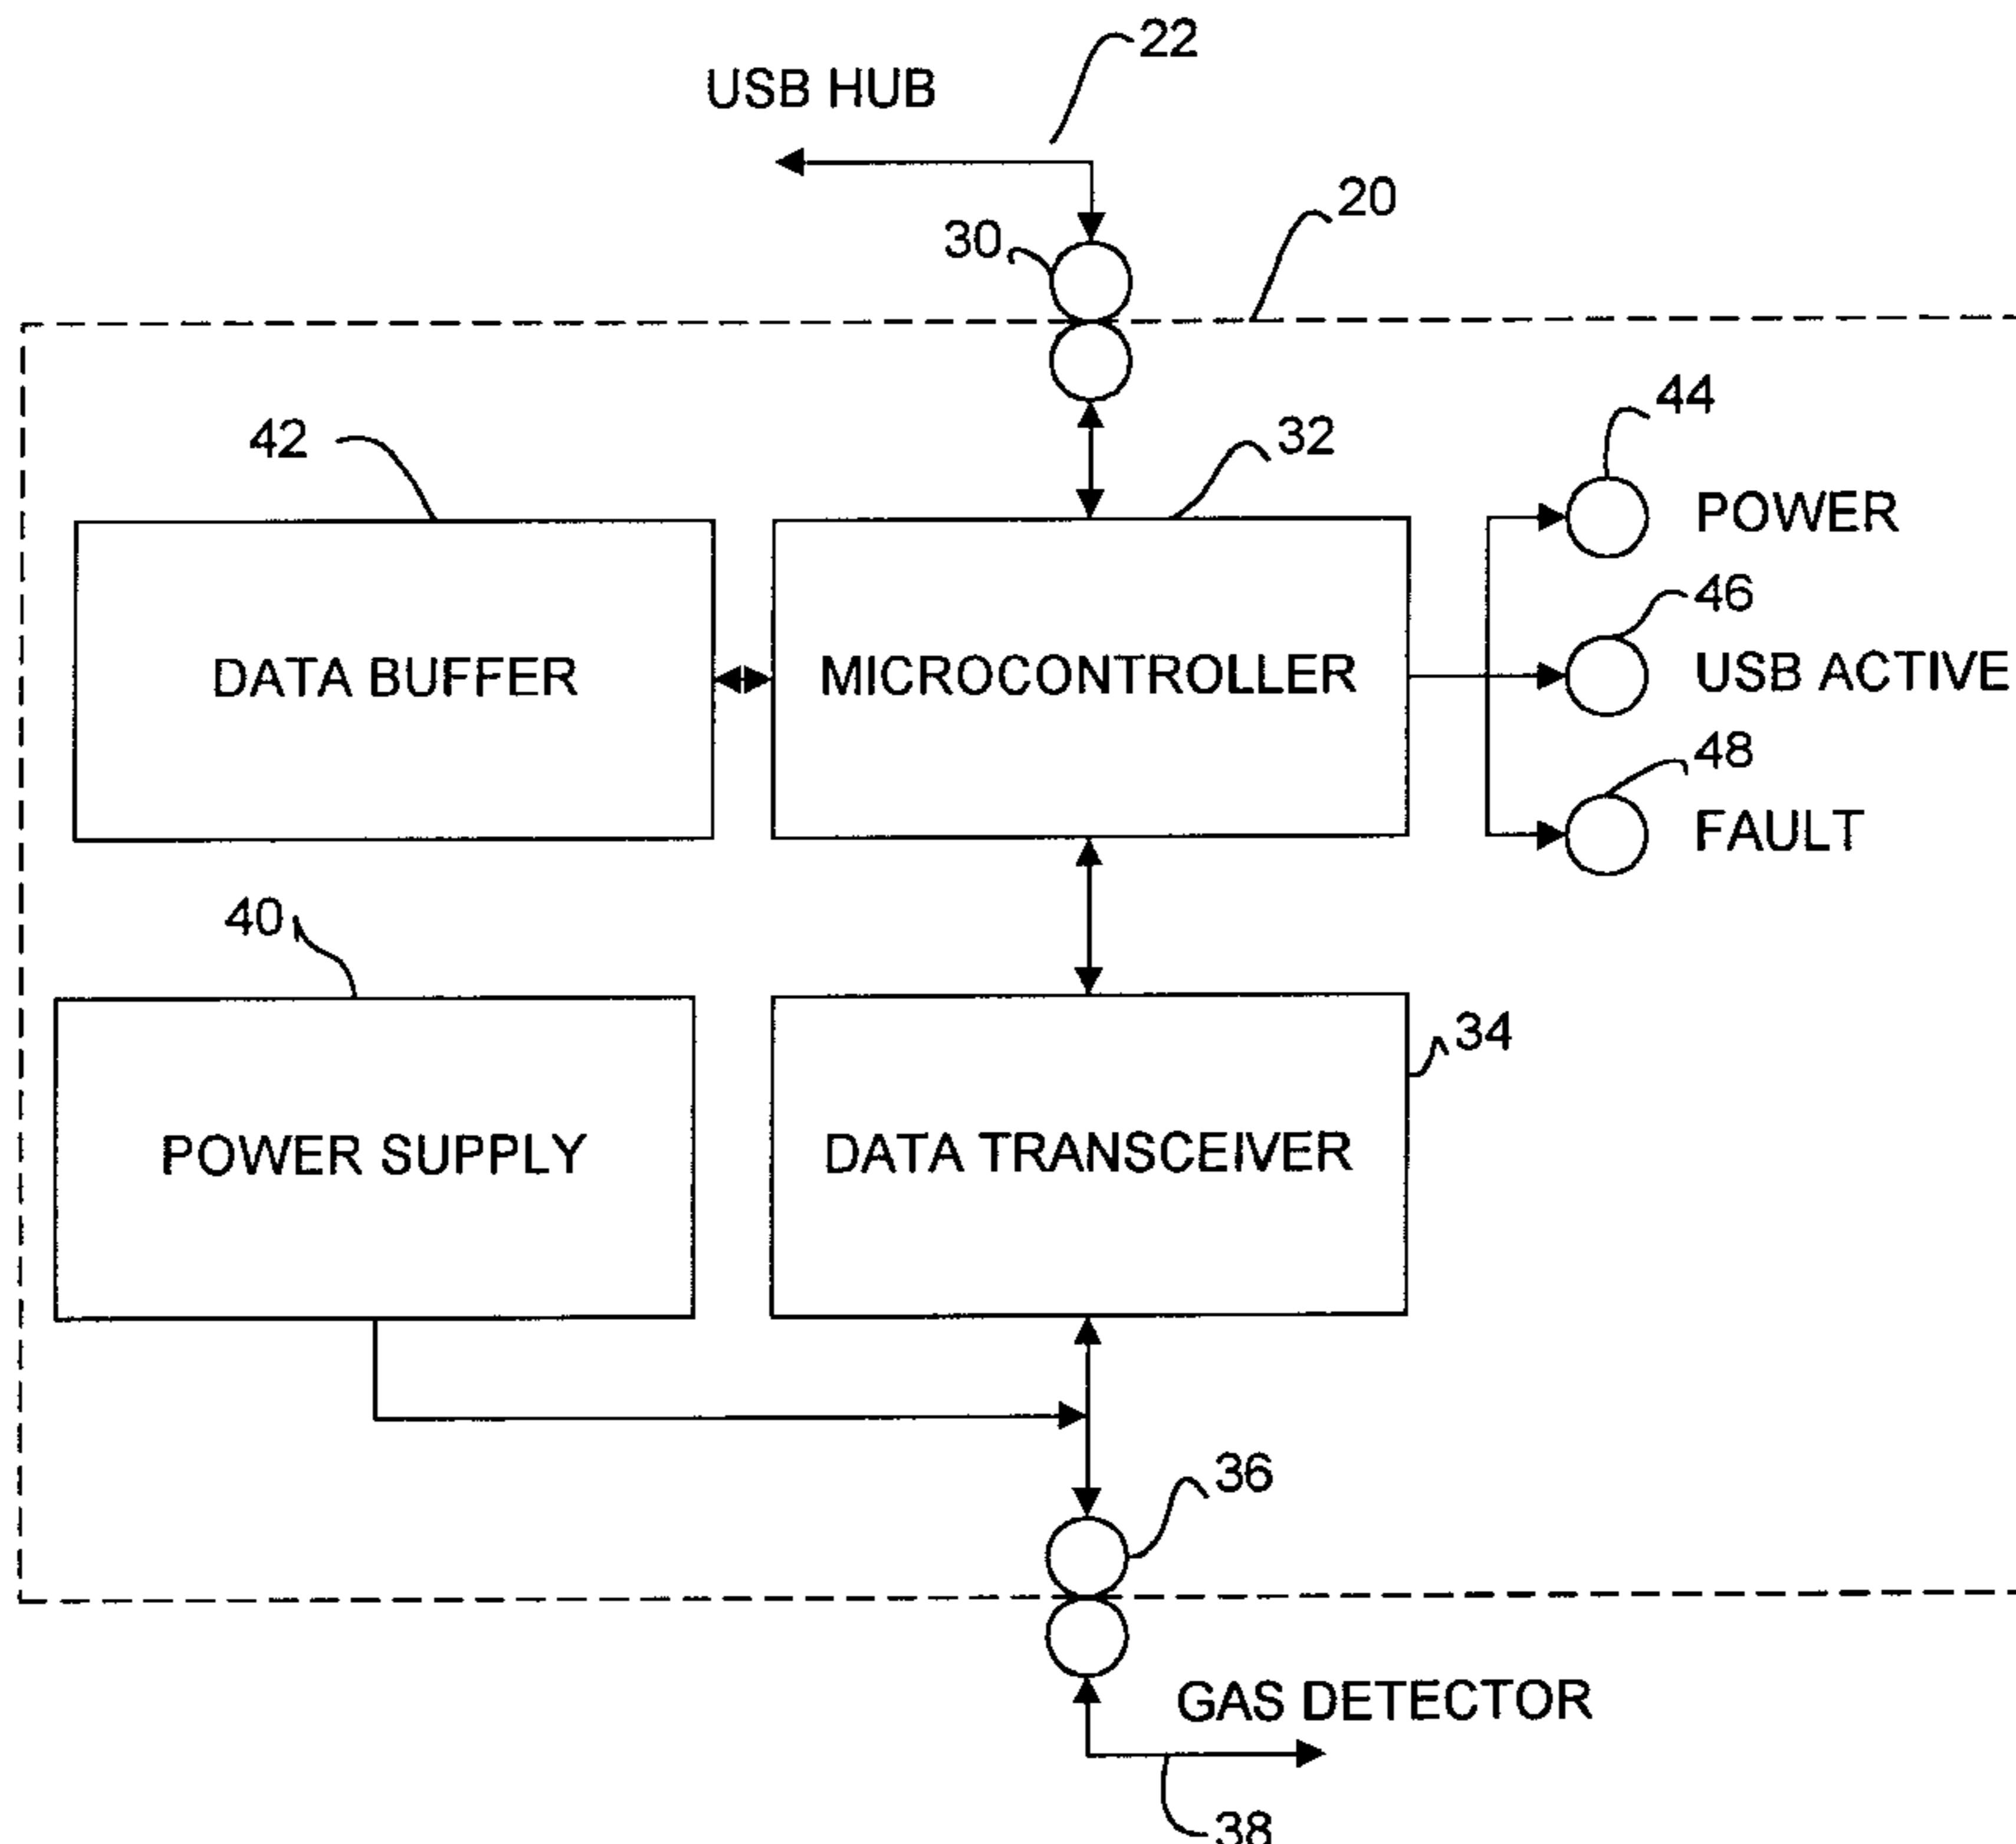 22
USB HUB
20
30
44
42
32
POWER
46
DATA BUFFER
MICROCONTROLLER
USB ACTIVE
48
FAULT
40
34
POWER SUPPLY
DATA TRANSCEIVER
36
GAS DETECTOR
38